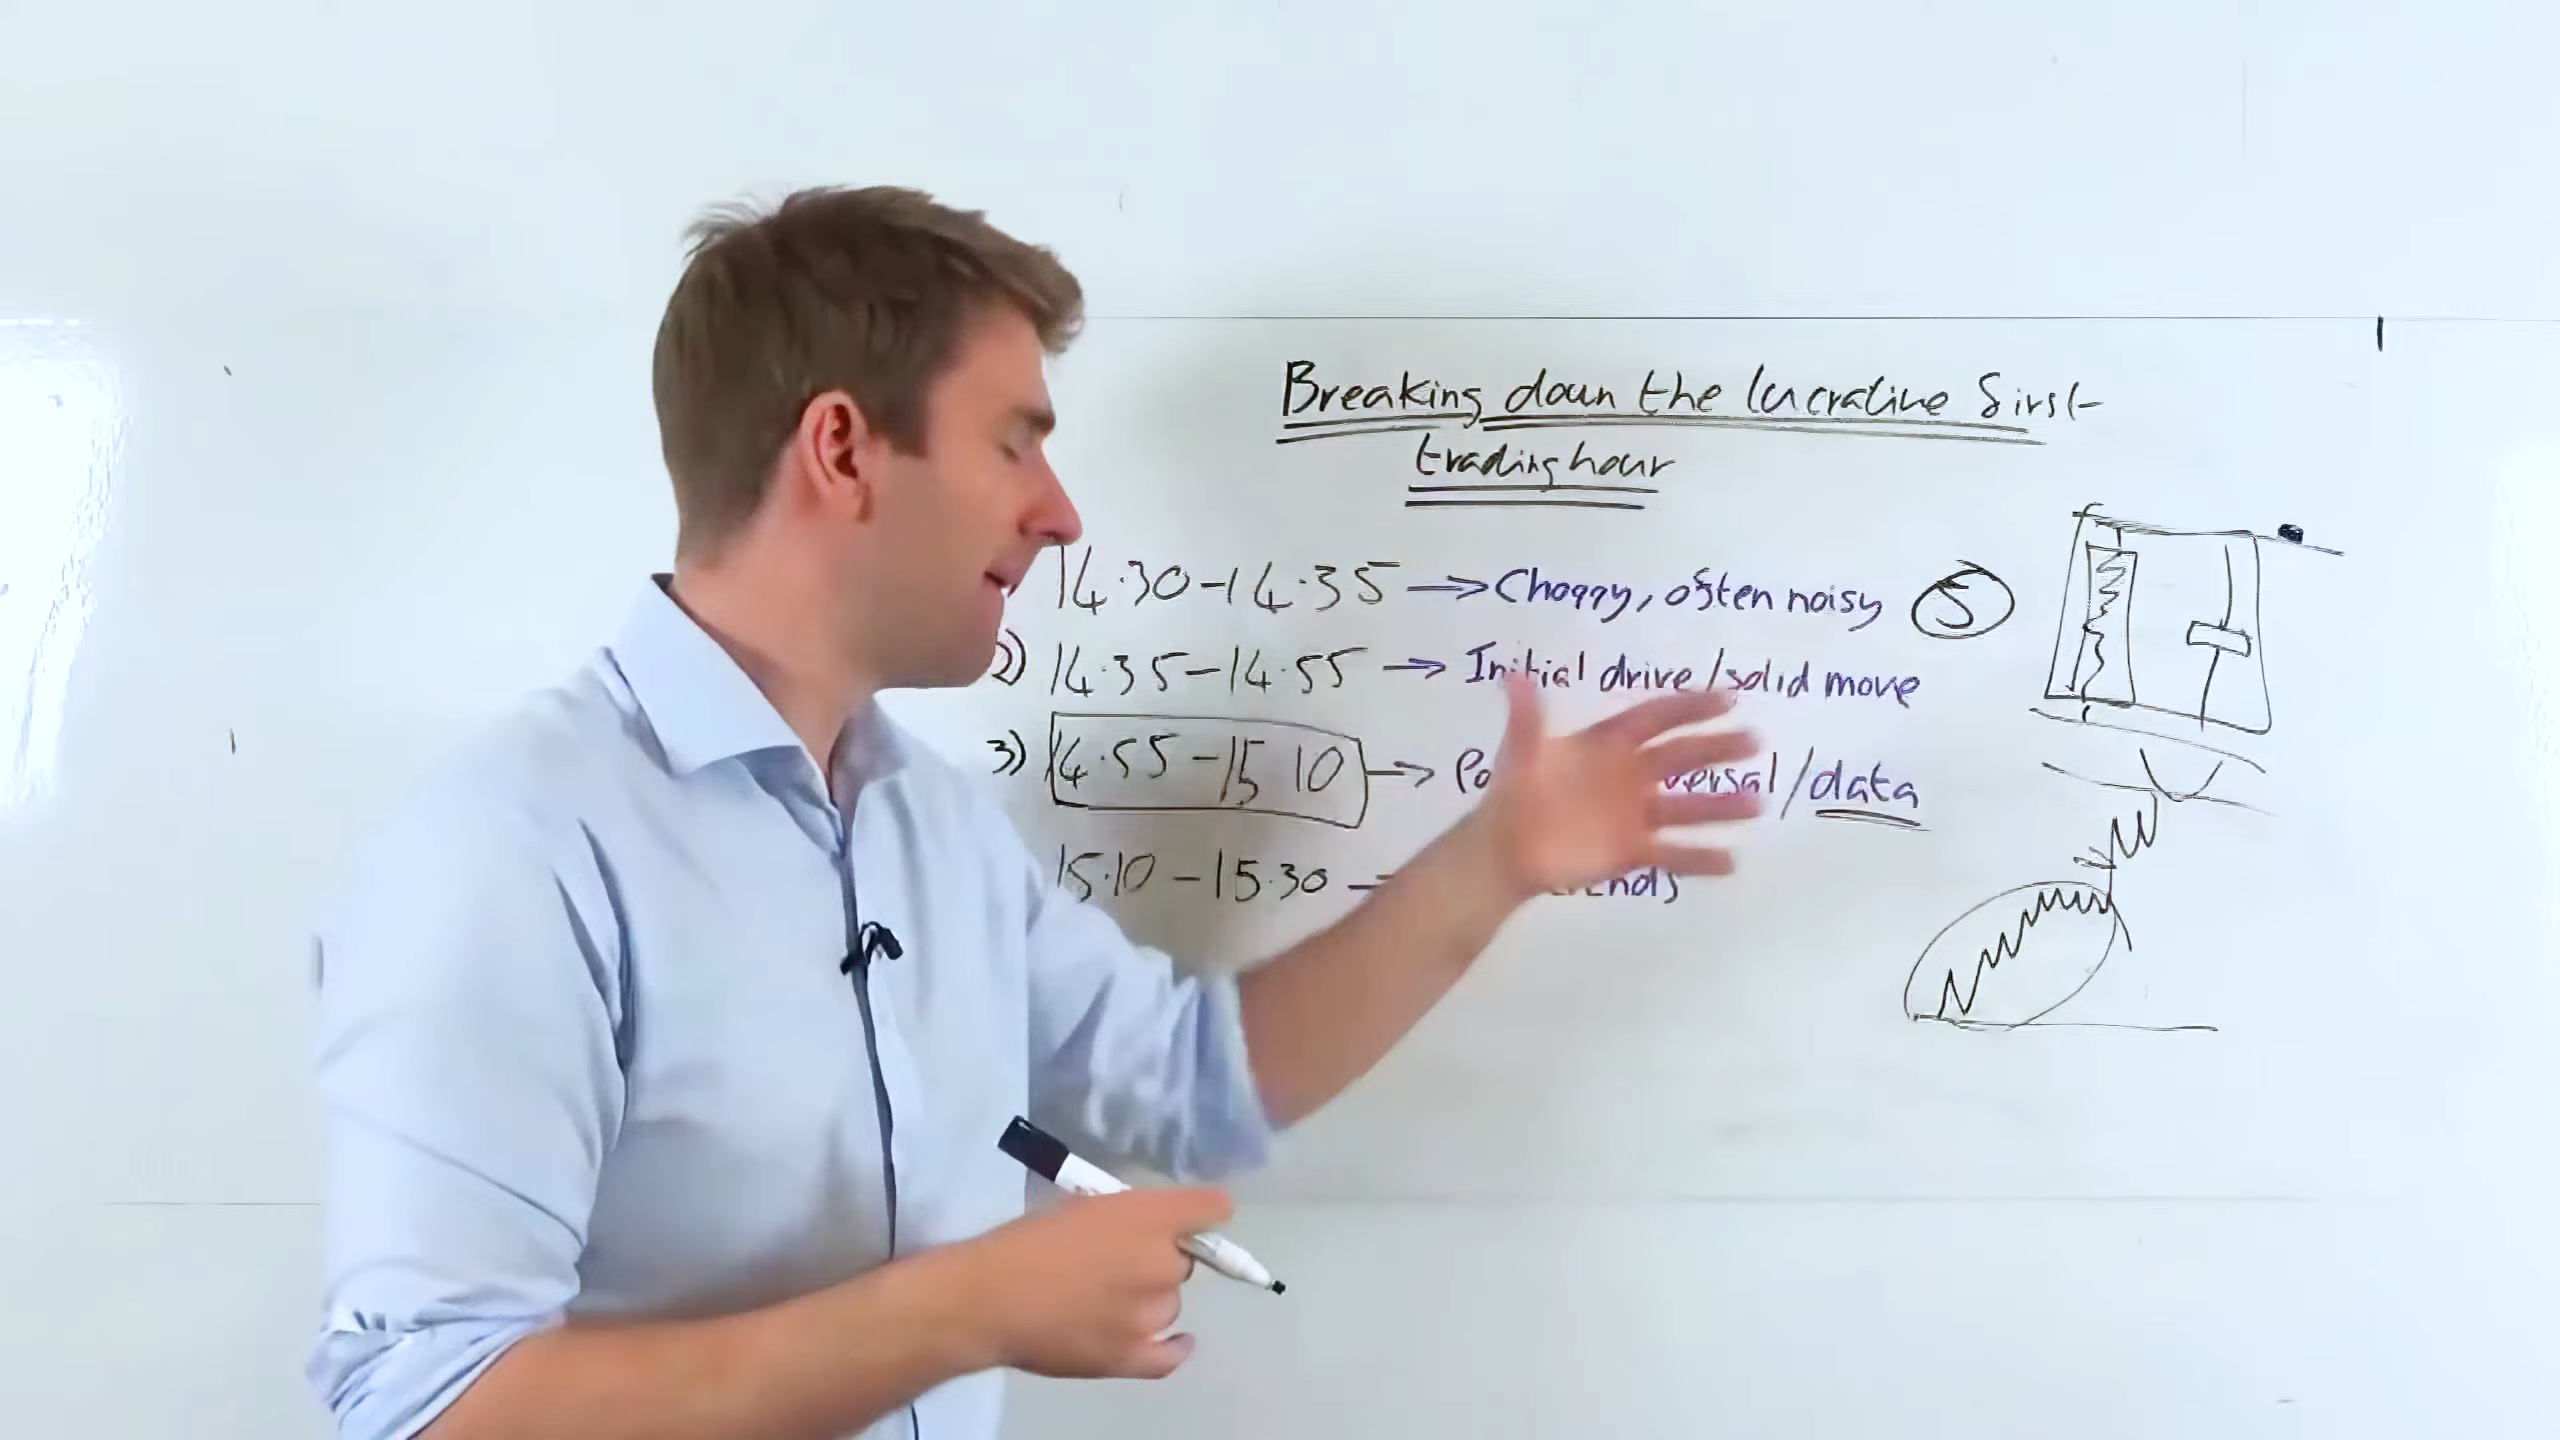 Breaking down the lucrative first
trading hour
14.30-14.35 → Choppy, often noisy 5
2) 14.35-14.55 → Initial drive/solid move
3) 14.55-15 10 → /data
15.10-15.30